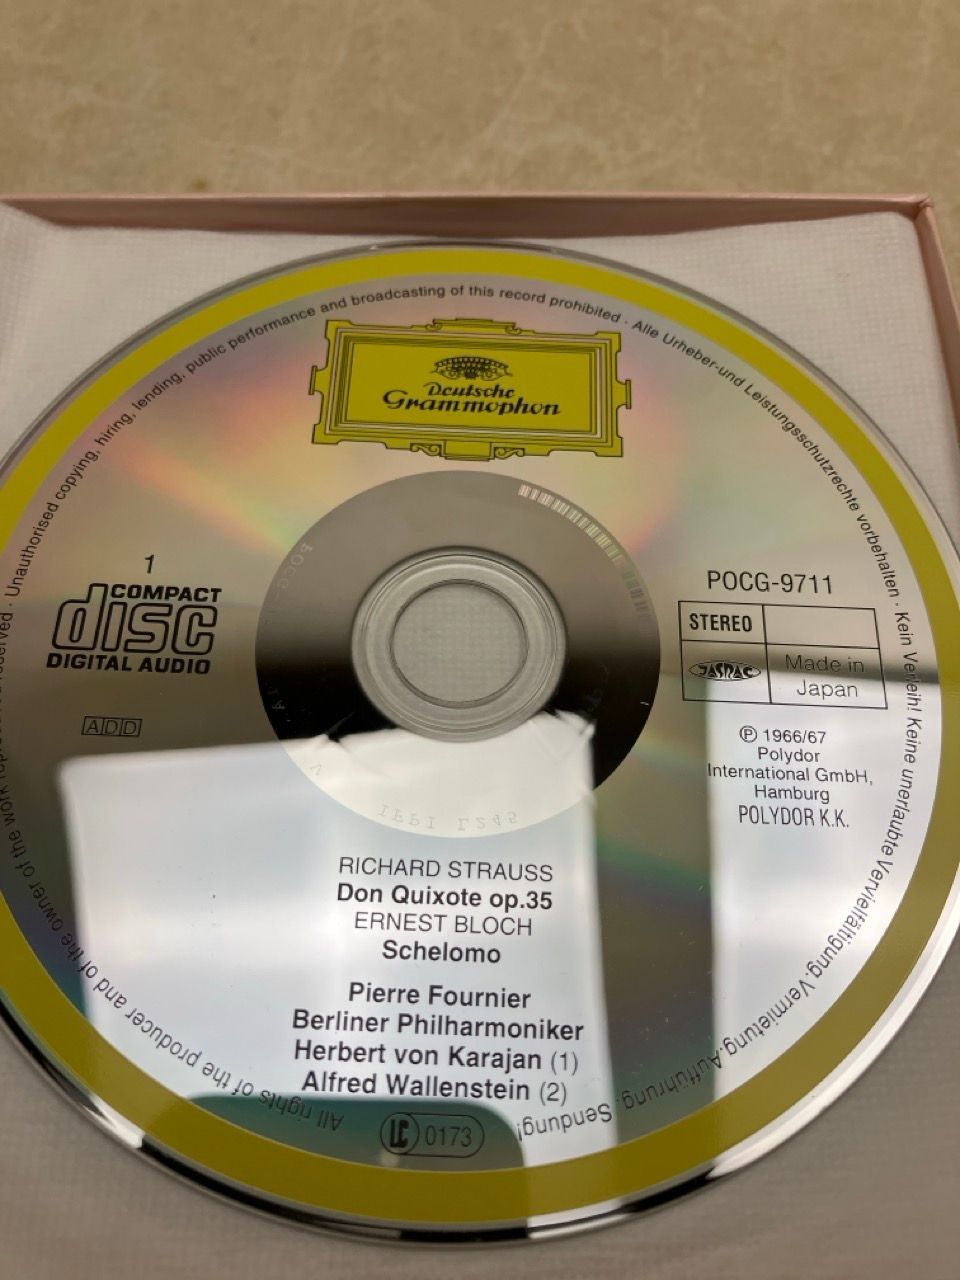 Unauthorised copying, hiring, lending, public performance and broadcasting of this record prohibited · Alle Urheber-und Leistungsschutzrechte vorbehalten · Kein Verleih! Keine unerlaubte Vervielfältigung, Vermietung, Aufführung, Sendung!
Deutsche
Grammophon
1
COMPACT
disc
DIGITAL AUDIO
ADD
POCG-9711
STEREO
JASRAC
Made in
Japan
℗ 1966/67
Polydor
International GmbH,
Hamburg
POLYDOR K.K.
IFPI L245
RICHARD STRAUSS
Don Quixote op.35
ERNEST BLOCH
Schelomo
Pierre Fournier
Berliner Philharmoniker
Herbert von Karajan (1)
Alfred Wallenstein (2)
LC 0173
All rights of the producer and of the owner of the work reserved ·